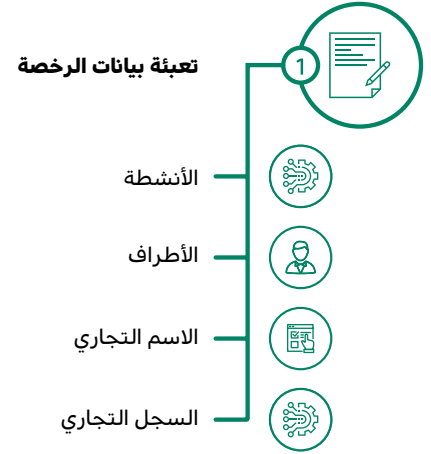 1
تعبئة بيانات الرخصة
الأنشطة
الأطراف
الاسم التجاري
السجل التجاري